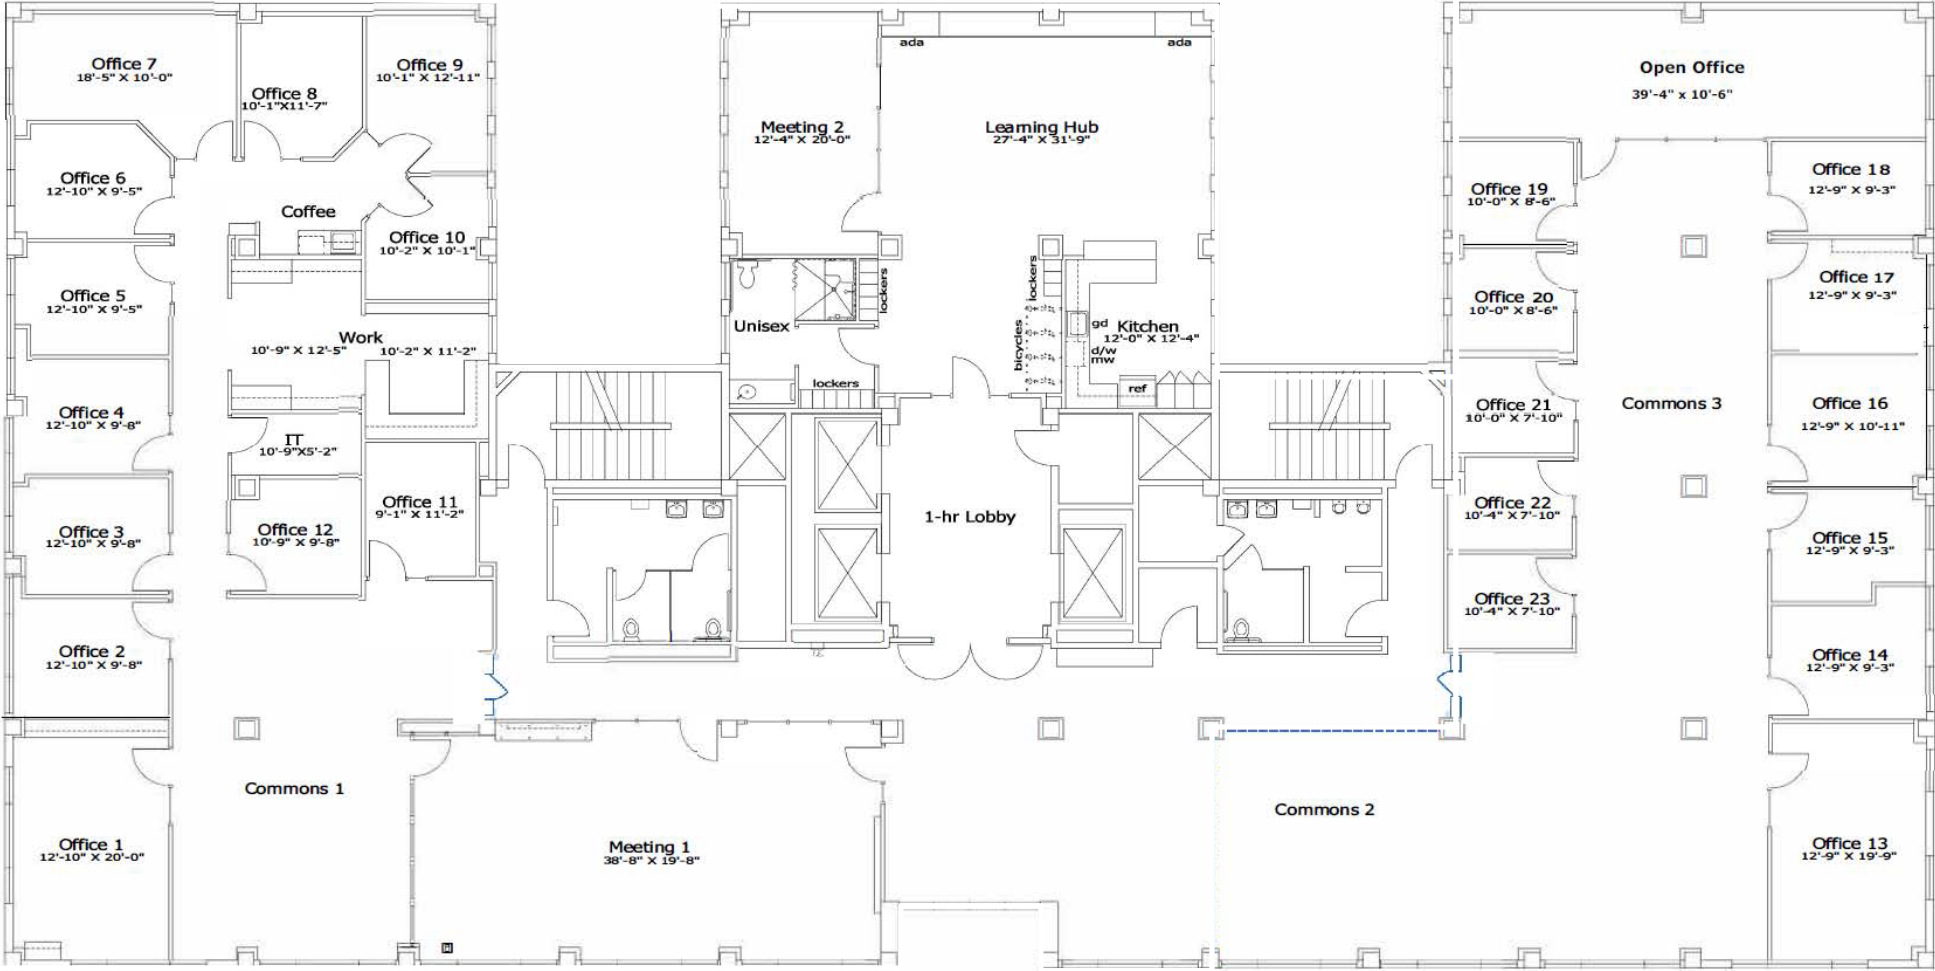 Office 7
18'-5" X 10'-0"
Office 8
10'-1"X11'-7"
Office 9
10'-1" X 12'-11"
Office 6
12'-10" X 9'-5"
Coffee
Office 10
10'-2" X 10'-1"
Office 5
12'-10" X 9'-5"
Work
10'-9" X 12'-5"
10'-2" X 11'-2"
Office 4
12'-10" X 9'-8"
IT
10'-9"X5'-2"
Office 3
12'-10" X 9'-8"
Office 12
10'-9" X 9'-8"
Office 11
9'-1" X 11'-2"
Office 2
12'-10" X 9'-8"
Commons 1
Office 1
12'-10" X 20'-0"
Meeting 1
38'-8" X 19'-8"
ada
ada
Meeting 2
12'-4" X 20'-0"
Learning Hub
27'-4" X 31'-9"
lockers
lockers
Unisex
bicycles
gd
Kitchen
12'-0" X 12'-4"
d/w
mw
lockers
ref
1-hr Lobby
Commons 2
Open Office
39'-4" x 10'-6"
Office 19
10'-0" X 8'-6"
Office 18
12'-9" X 9'-3"
Office 20
10'-0" X 8'-6"
Office 17
12'-9" X 9'-3"
Office 21
10'-0" X 7'-10"
Commons 3
Office 16
12'-9" X 10'-11"
Office 22
10'-4" X 7'-10"
Office 15
12'-9" X 9'-3"
Office 23
10'-4" X 7'-10"
Office 14
12'-9" X 9'-3"
Office 13
12'-9" X 19'-9"